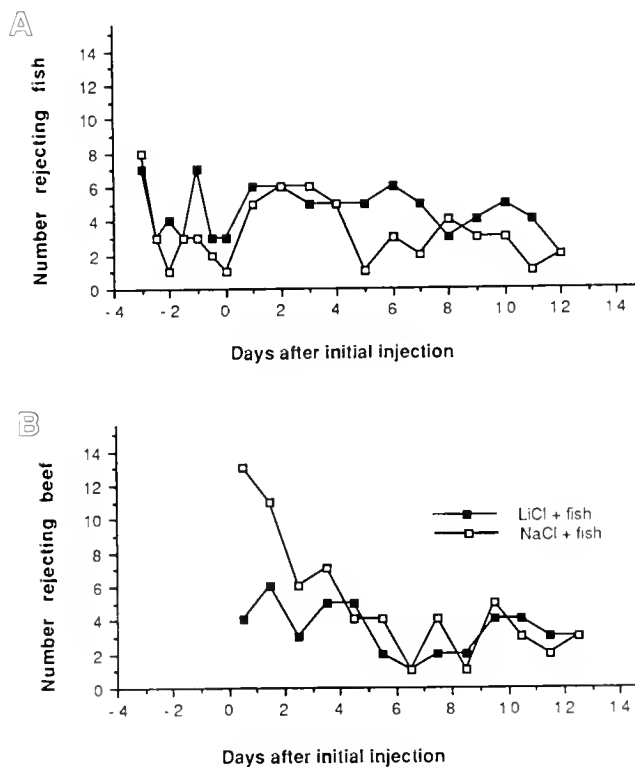 A
Number rejecting fish
14
12
10
8
6
4
2
0
-4 -2 0 2 4 6 8 10 12 14
Days after initial injection
B
Number rejecting beef
14
12
10
8
6
4
2
0
LiCl + fish
NaCl + fish
-4 -2 0 2 4 6 8 10 12 14
Days after initial injection